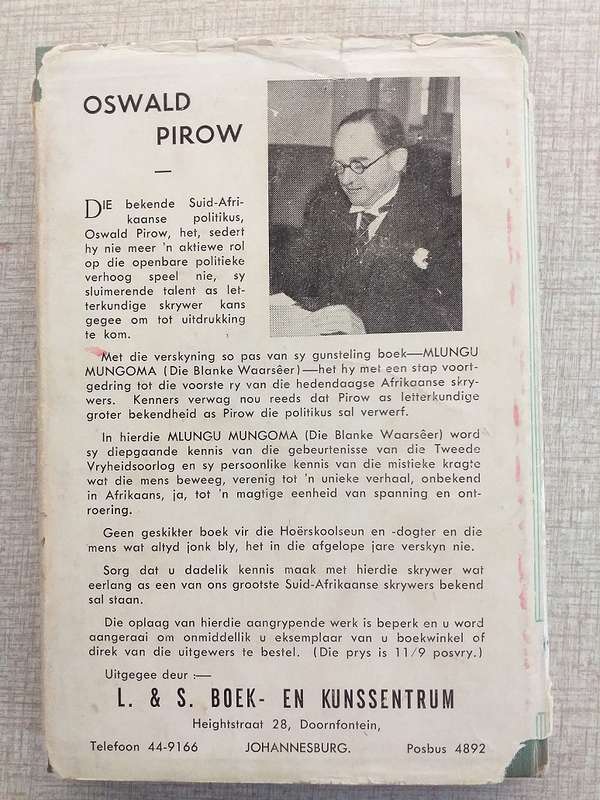 OSWALD
PIROW
—
DIE bekende Suid-Afri-
kaanse politikus,
Oswald Pirow, het, sedert
hy nie meer 'n aktiewe rol
op die openbare politieke
verhoog speel nie, sy
sluimerende talent as let-
terkundige skrywer kans
gegee om tot uitdrukking
te kom.
Met die verskyning so pas van sy gunsteling boek—MLUNGU
MUNGOMA (Die Blanke Waarsêer)—het hy met een stap voort-
gedring tot die voorste ry van die hedendaagse Afrikaanse skry-
wers. Kenners verwag nou reeds dat Pirow as letterkundige
groter bekendheid as Pirow die politikus sal verwerf.
In hierdie MLUNGU MUNGOMA (Die Blanke Waarsêer) word
sy diepgaande kennis van die gebeurtenisse van die Tweede
Vryheidsoorlog en sy persoonlike kennis van die mistieke kragte
wat die mens beweeg, verenig tot 'n unieke verhaal, onbekend
in Afrikaans, ja, tot 'n magtige eenheid van spanning en ont-
roering.
Geen geskikter boek vir die Hoërskoolseun en -dogter en die
mens wat altyd jonk bly, het in die afgelope jare verskyn nie.
Sorg dat u dadelik kennis maak met hierdie skrywer wat
eerlang as een van ons grootste Suid-Afrikaanse skrywers bekend
sal staan.
Die oplaag van hierdie aangrypende werk is beperk en u word
aangeraai om onmiddellik u eksemplaar van u boekwinkel of
direk van die uitgewers te bestel. (Die prys is 11/9 posvry.)
Uitgegee deur :—
L. & S. BOEK- EN KUNSSENTRUM
Heightstraat 28, Doornfontein,
Telefoon 44-9166 JOHANNESBURG. Posbus 4892